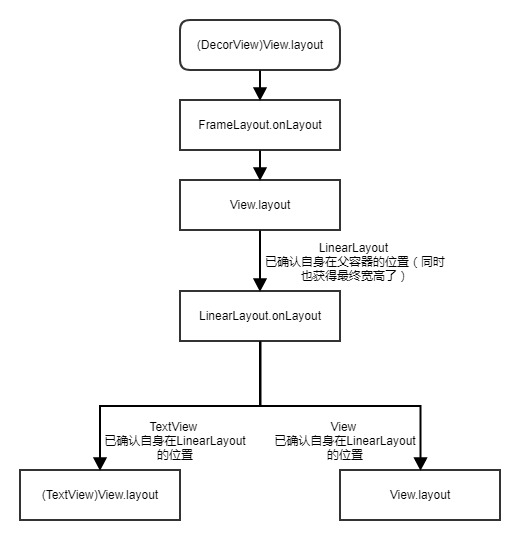 (DecorView)View.layout
FrameLayout.onLayout
View.layout
LinearLayout
已确认自身在父容器的位置（同时
也获得最终宽高了）
LinearLayout.onLayout
TextView
已确认自身在LinearLayout
的位置
View
已确认自身在LinearLayout
的位置
(TextView)View.layout
View.layout